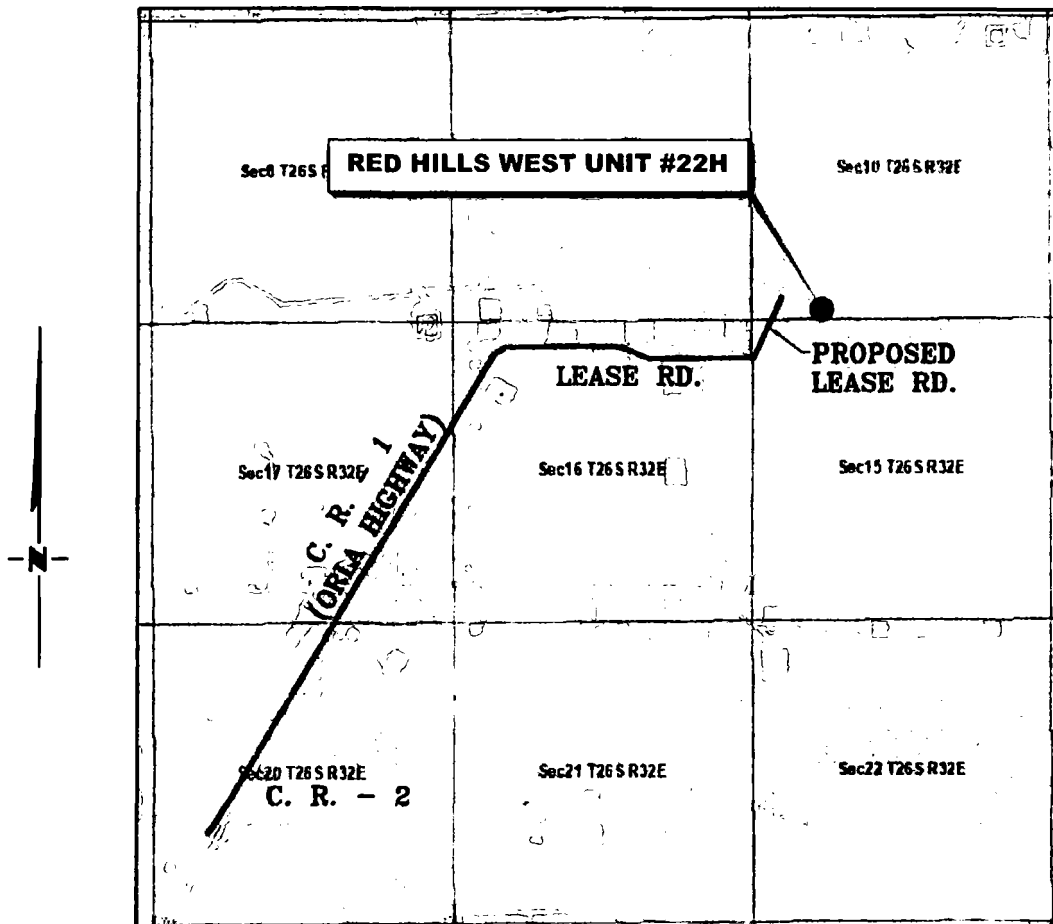 Sec8 T26S
RED HILLS WEST UNIT #22H
Sec10 T26S R32E
PROPOSED
LEASE RD.
LEASE RD.
C. R. 1
(ORLA HIGHWAY)
Sec17 T26S R32E
Sec16 T26S R32E
Sec15 T26S R32E
N
Sec20 T26S R32E
Sec21 T26S R32E
Sec22 T26S R32E
C. R. - 2